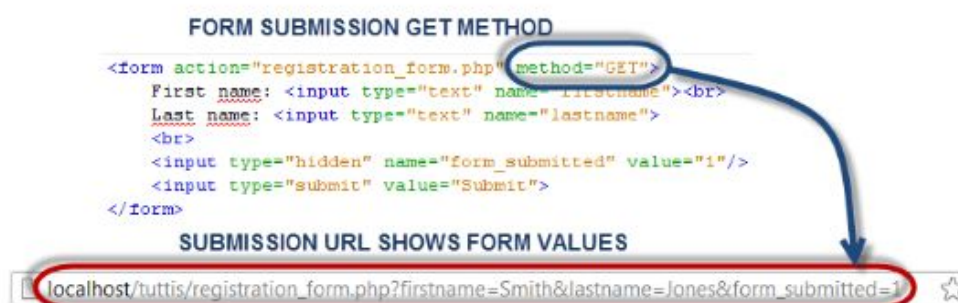 FORM SUBMISSION GET METHOD
<form action="registration_form.php" method="GET">
First name: <input type="text" name="firstname"><br>
Last name: <input type="text" name="lastname">
<br>
<input type="hidden" name="form_submitted" value="1"/>
<input type="submit" value="Submit">
</form>
SUBMISSION URL SHOWS FORM VALUES
localhost/tuttis/registration_form.php?firstname=Smith&lastname=Jones&form_submitted=1